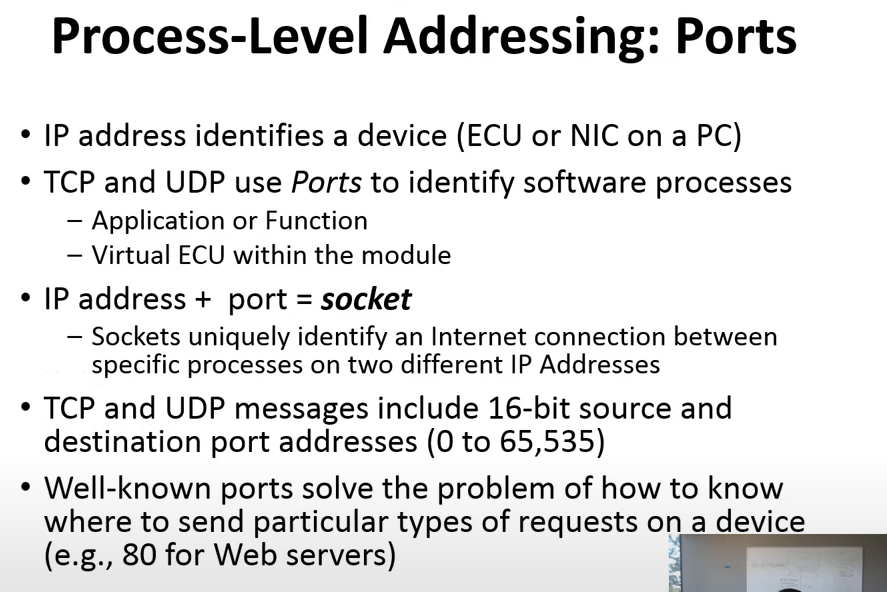 Process-Level Addressing: Ports
• IP address identifies a device (ECU or NIC on a PC)
• TCP and UDP use Ports to identify software processes
– Application or Function
– Virtual ECU within the module
• IP address + port = socket
– Sockets uniquely identify an Internet connection between
specific processes on two different IP Addresses
• TCP and UDP messages include 16-bit source and
destination port addresses (0 to 65,535)
• Well-known ports solve the problem of how to know
where to send particular types of requests on a device
(e.g., 80 for Web servers)